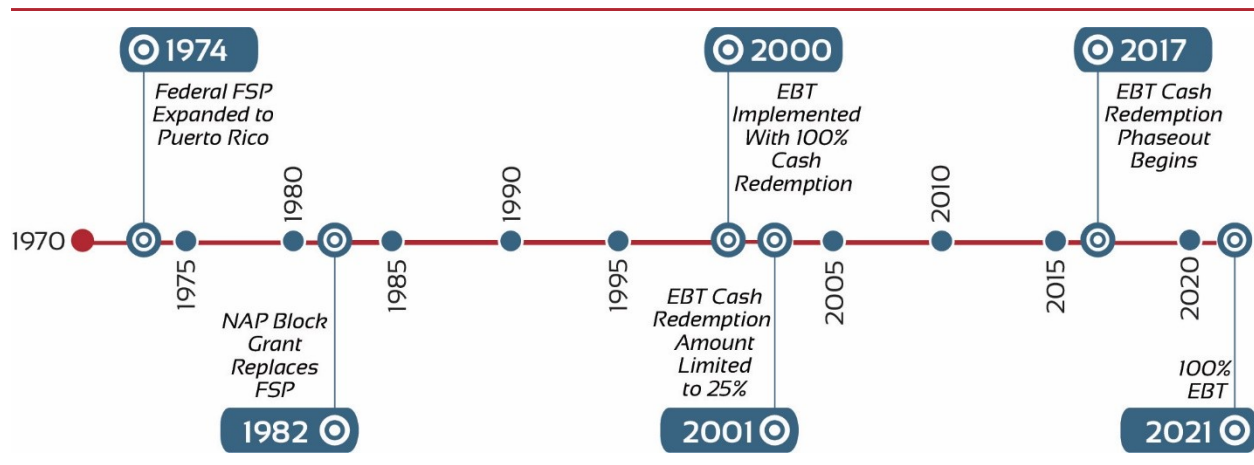 1974
Federal FSP
Expanded to
Puerto Rico
2000
EBT
Implemented
With 100%
Cash
Redemption
2017
EBT Cash
Redemption
Phaseout
Begins
1970
1975
1980
1985
1990
1995
2005
2010
2015
2020
NAP Block
Grant
Replaces
FSP
1982
EBT Cash
Redemption
Amount
Limited
to 25%
2001
100%
EBT
2021